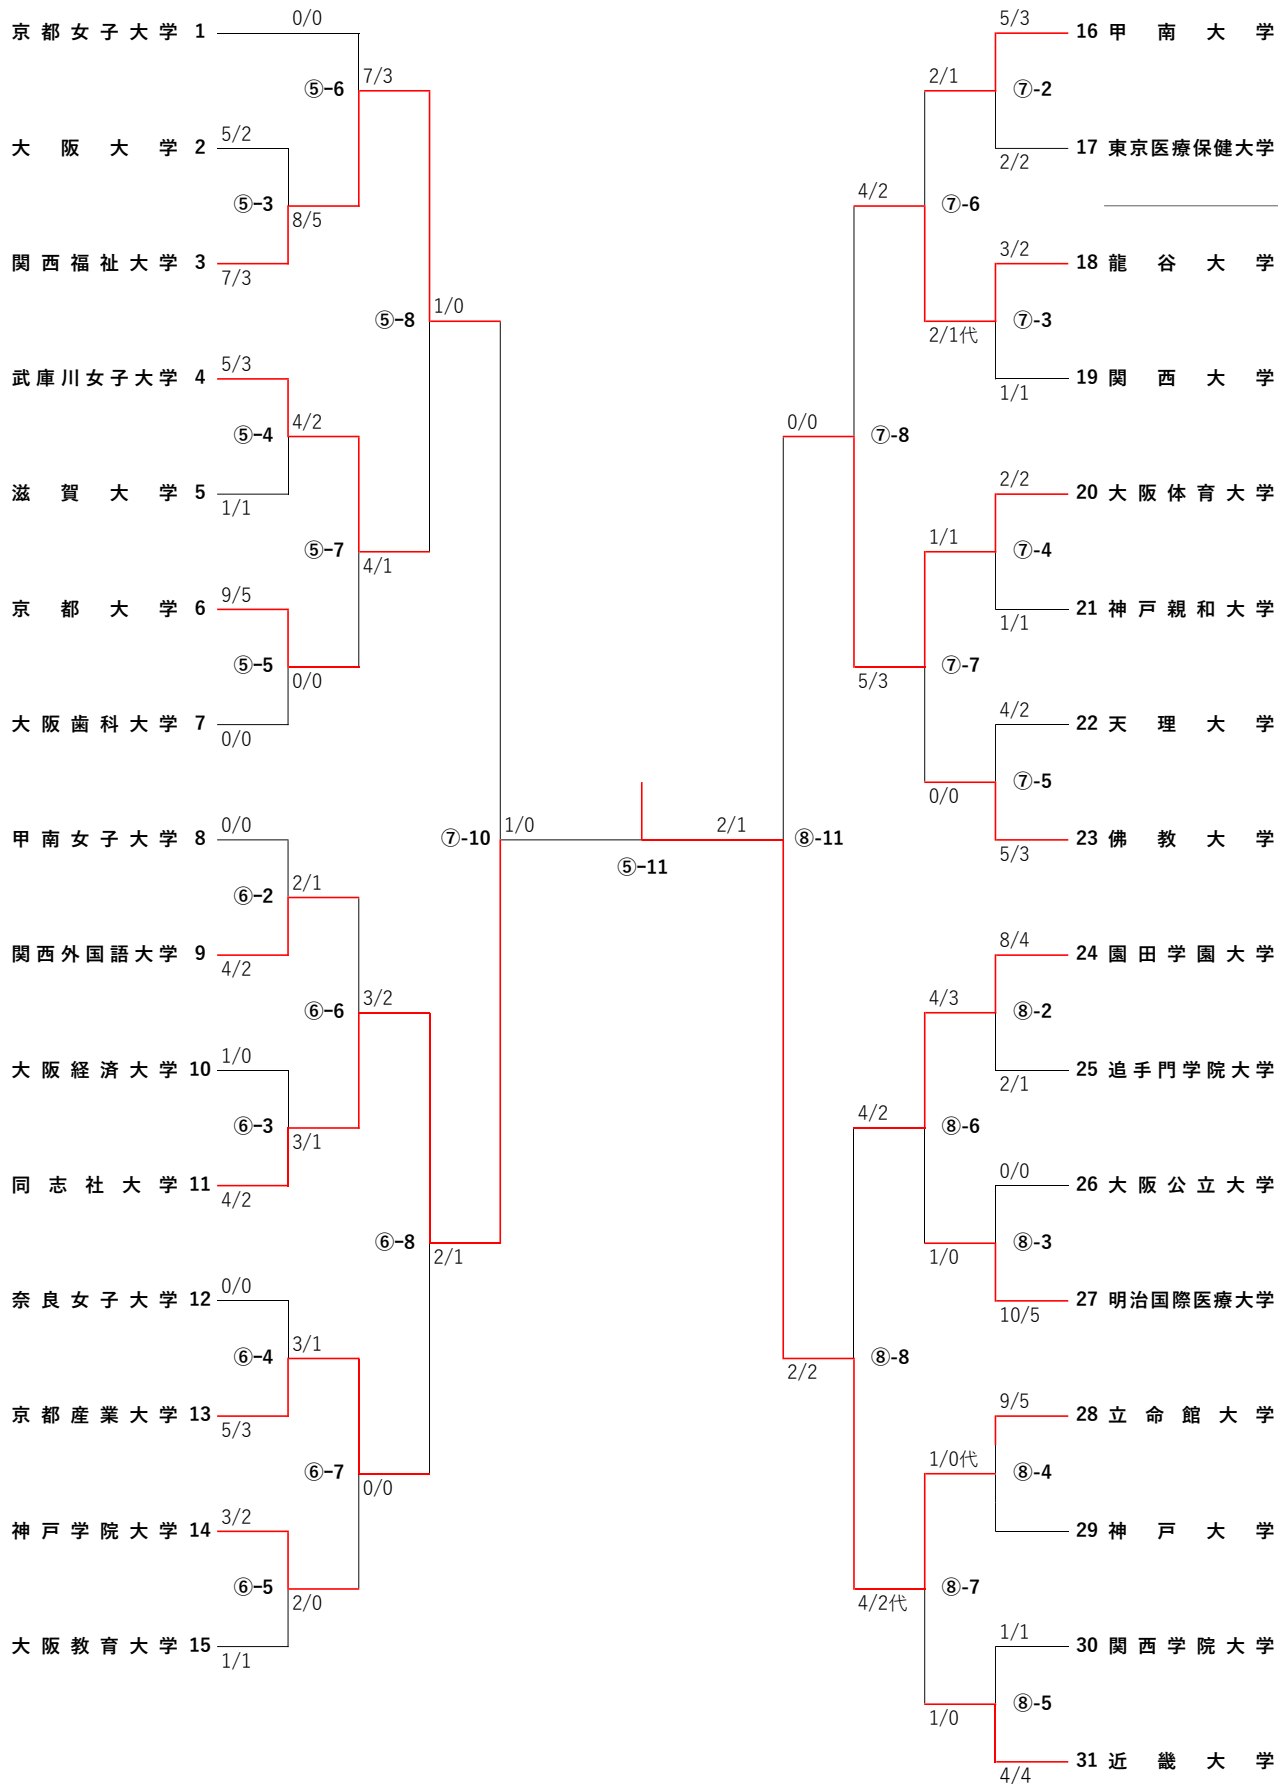 0/0
京都女子大学 1
7/3
⑤-6
5/2
大阪大学 2
⑤-3
8/5
関西福祉大学 3
7/3
1/0
⑤-8
5/3
武庫川女子大学 4
4/2
⑤-4
滋賀大学 5
1/1
⑤-7
4/1
9/5
京都大学 6
⑤-5
0/0
大阪歯科大学 7
0/0
0/0
甲南女子大学 8
⑦-10
1/0
2/1
⑥-2
関西外国語大学 9
4/2
3/2
⑥-6
1/0
大阪経済大学 10
⑥-3
3/1
同志社大学 11
4/2
⑥-8
2/1
0/0
奈良女子大学 12
3/1
⑥-4
京都産業大学 13
5/3
⑥-7
0/0
3/2
神戸学院大学 14
⑥-5
2/0
大阪教育大学 15
1/1
⑤-11
2/1
⑧-11
5/3
16 甲南大学
2/1
⑦-2
17 東京医療保健大学
2/2
4/2
⑦-6
3/2
18 龍谷大学
⑦-3
2/1代
19 関西大学
1/1
0/0
⑦-8
2/2
20 大阪体育大学
1/1
⑦-4
21 神戸親和大学
1/1
5/3
⑦-7
4/2
22 天理大学
⑦-5
0/0
23 佛教大学
5/3
8/4
24 園田学園大学
4/3
⑧-2
25 追手門学院大学
2/1
4/2
⑧-6
0/0
26 大阪公立大学
⑧-3
1/0
27 明治国際医療大学
10/5
⑧-8
2/2
9/5
28 立命館大学
1/0代
⑧-4
29 神戸大学
⑧-7
4/2代
1/1
30 関西学院大学
⑧-5
1/0
31 近畿大学
4/4